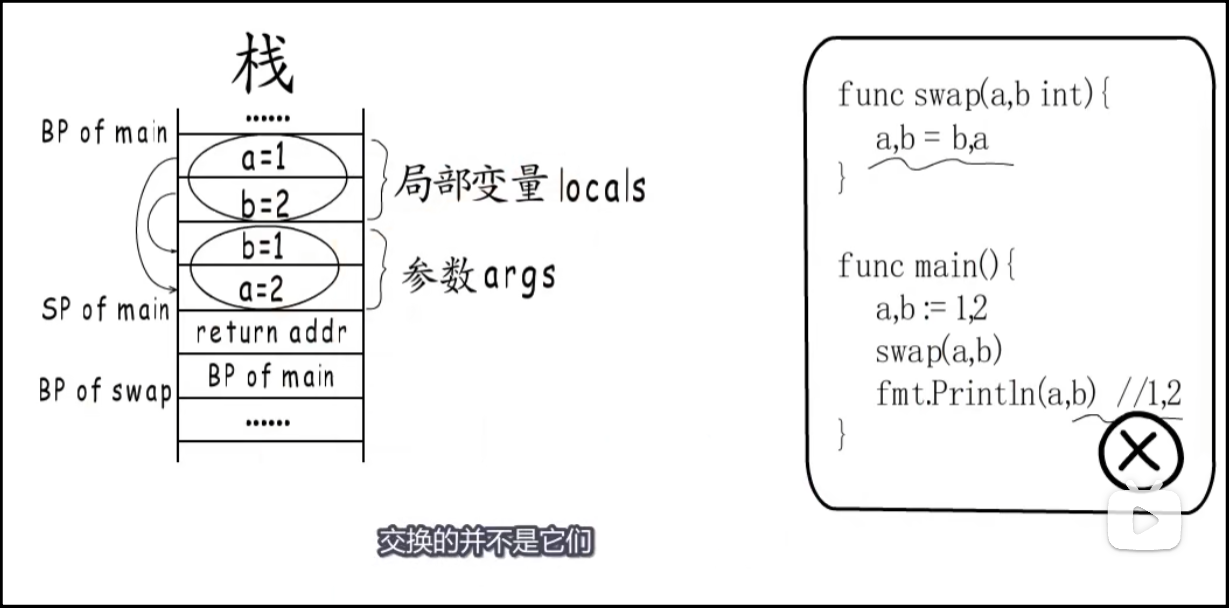 栈
......
BP of main
a=1
b=2
局部变量 locals
b=1
a=2
参数 args
SP of main
return addr
BP of main
BP of swap
......
func swap(a,b int){
a,b = b,a
}
func main(){
a,b := 1,2
swap(a,b)
fmt.Println(a,b) //1,2
}
交换的并不是它们